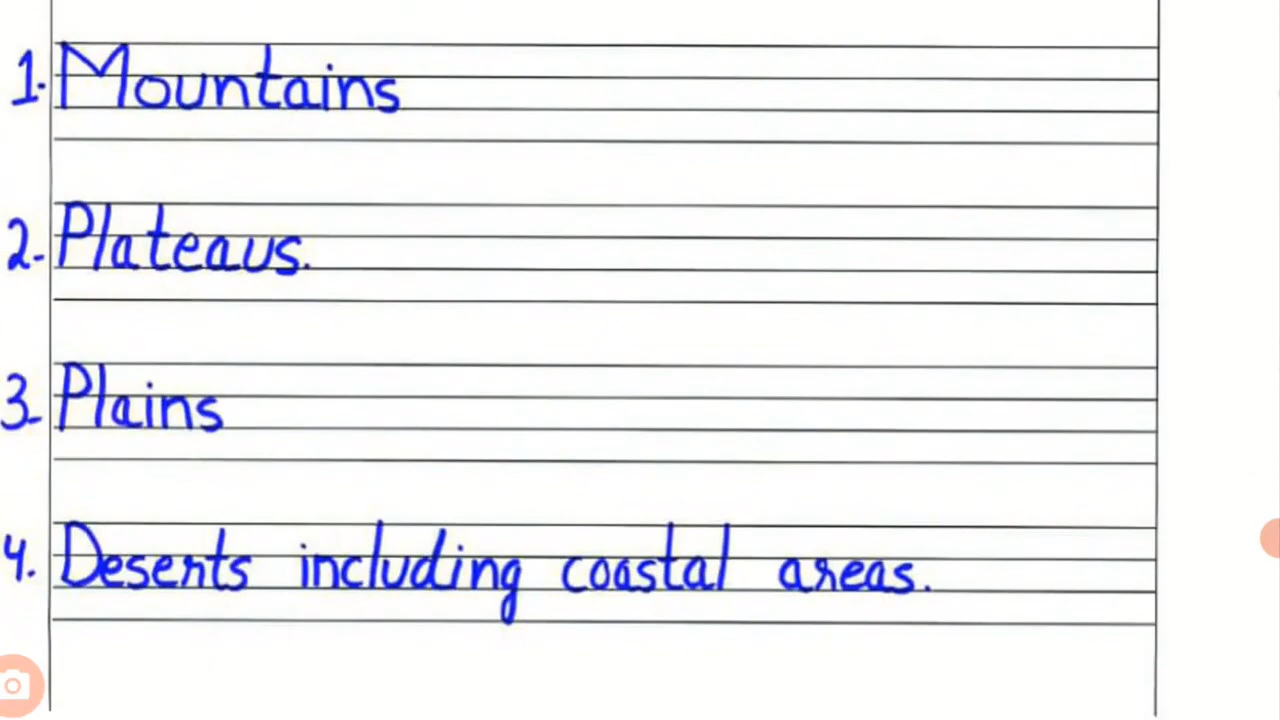 1. Mountains
2. Plateaus.
3. Plains
4. Deserts including coastal areas.